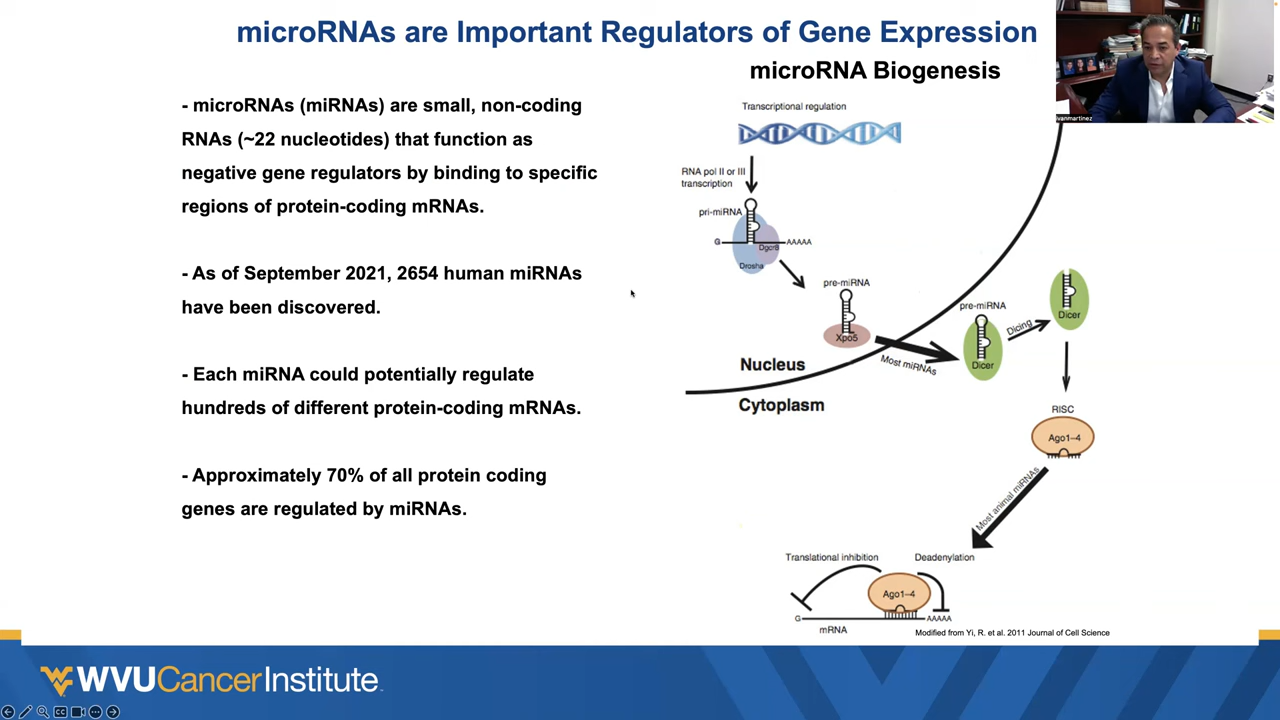 microRNAs are Important Regulators of Gene Expression
microRNA Biogenesis
- microRNAs (miRNAs) are small, non-coding
RNAs (~22 nucleotides) that function as
negative gene regulators by binding to specific
regions of protein-coding mRNAs.
- As of September 2021, 2654 human miRNAs
have been discovered.
- Each miRNA could potentially regulate
hundreds of different protein-coding mRNAs.
- Approximately 70% of all protein coding
genes are regulated by miRNAs.
Transcriptional regulation
RNA pol II or III
transcription
pri-miRNA
G
Dgcr8
AAAAA
Drosha
pre-miRNA
Xpo5
Most miRNAs
Nucleus
Cytoplasm
pre-miRNA
Dicer
Dicing
Dicer
RISC
Ago1–4
Most animal miRNAs
Translational inhibition
Deadenylation
Ago1–4
G
AAAAA
mRNA
Modified from Yi, R. et al. 2011 Journal of Cell Science
ivanmartinez
WVUCancerInstitute
CC